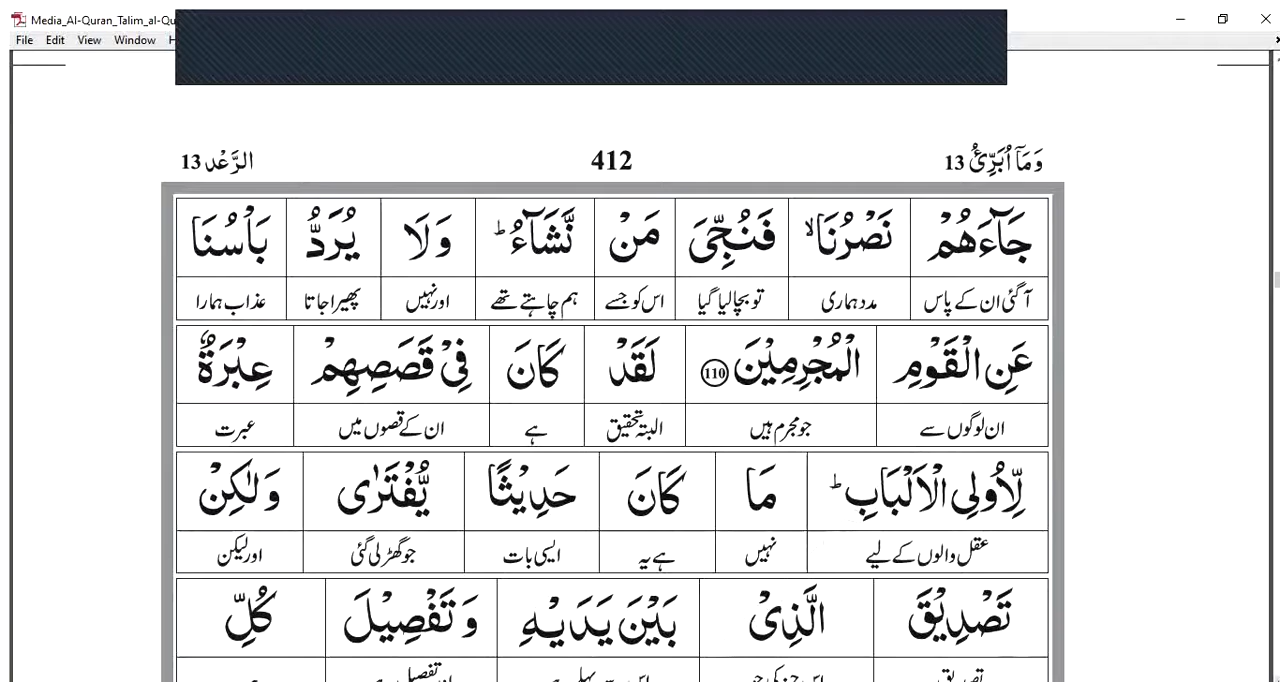 Media_Al-Quran_Talim_al-Qu
File Edit View Window H
وَمَآ اُبَرِّئُ 13 412 الرَّعْد 13
جَآءَهُمْ نَصْرُنَا ۙ فَنُجِّیَ مَنْ نَّشَآءُ ؕ وَلَا یُرَدُّ بَاْسُنَا
آگئی ان کے پاس مدد ہماری تو بچالیا گیا اس کو جسے ہم چاہتے تھے اور نہیں پھیرا جاتا عذاب ہمارا
عَنِ الْقَوْمِ الْمُجْرِمِیْنَ 110 لَقَدْ كَانَ فِیْ قَصَصِهِمْ عِبْرَةٌ
ان لوگوں سے جو مجرم ہیں البتہ تحقیق ہے ان کے قصوں میں عبرت
لِّاُولِی الْاَلْبَابِ ؕ مَا كَانَ حَدِیْثًا یُّفْتَرٰی وَلٰكِنْ
عقل والوں کے لیے نہیں ہے یہ ایسی بات جو گھڑلی گئی اور لیکن
تَصْدِیْقَ الَّذِیْ بَیْنَ یَدَیْهِ وَتَفْصِیْلَ كُلِّ